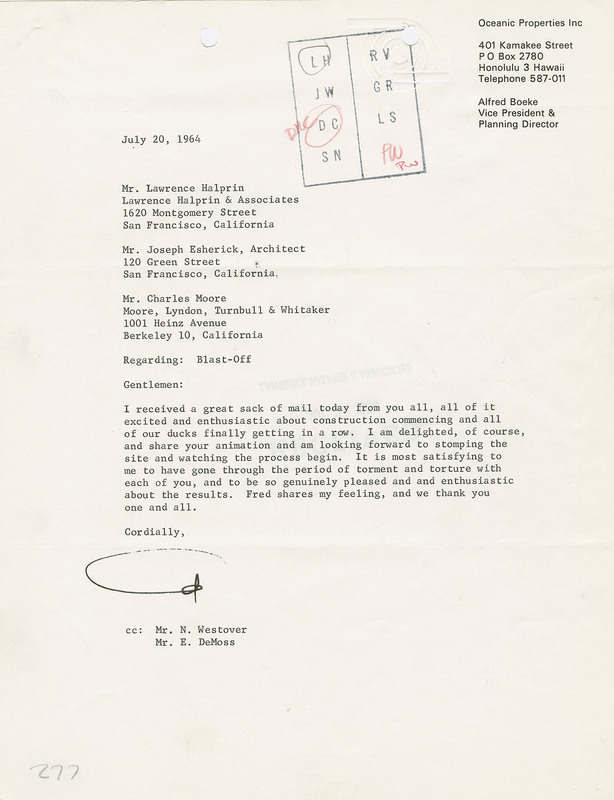 Oceanic Properties Inc
401 Kamakee Street
P O Box 2780
Honolulu 3 Hawaii
Telephone 587-011
Alfred Boeke
Vice President &
Planning Director
LH RV
JW GR
DC LS
SN PW
PW
July 20, 1964
Mr. Lawrence Halprin
Lawrence Halprin & Associates
1620 Montgomery Street
San Francisco, California
Mr. Joseph Esherick, Architect
120 Green Street
San Francisco, California
Mr. Charles Moore
Moore, Lyndon, Turnbull & Whitaker
1001 Heinz Avenue
Berkeley 10, California
Regarding: Blast-Off
Gentlemen:
I received a great sack of mail today from you all, all of it
excited and enthusiastic about construction commencing and all
of our ducks finally getting in a row. I am delighted, of course,
and share your animation and am looking forward to stomping the
site and watching the process begin. It is most satisfying to
me to have gone through the period of torment and torture with
each of you, and to be so genuinely pleased and and enthusiastic
about the results. Fred shares my feeling, and we thank you
one and all.
Cordially,
cc: Mr. N. Westover
Mr. E. DeMoss
277